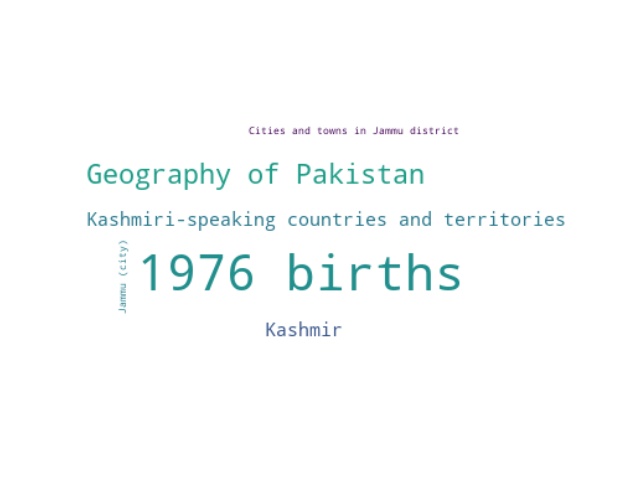 Cities and towns in Jammu district
Geography of Pakistan
Kashmiri-speaking countries and territories
Jammu (city)
1976 births
Kashmir